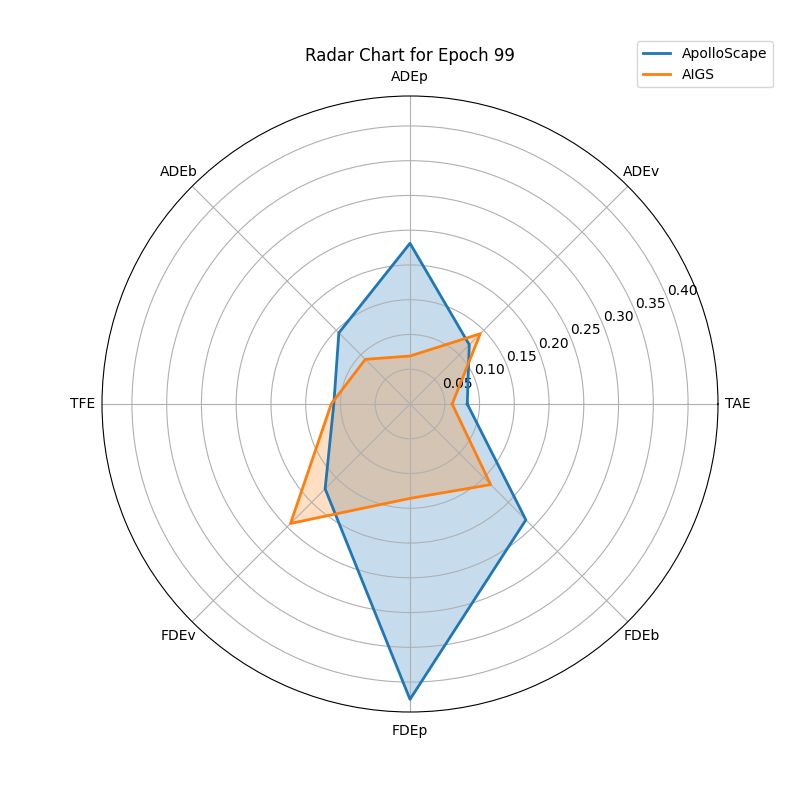 Radar Chart for Epoch 99
ApolloScape
AIGS
ADEp
ADEb
ADEv
0.40
0.35
0.30
0.25
0.20
0.15
0.10
0.05
TFE
TAE
FDEv
FDEb
FDEp